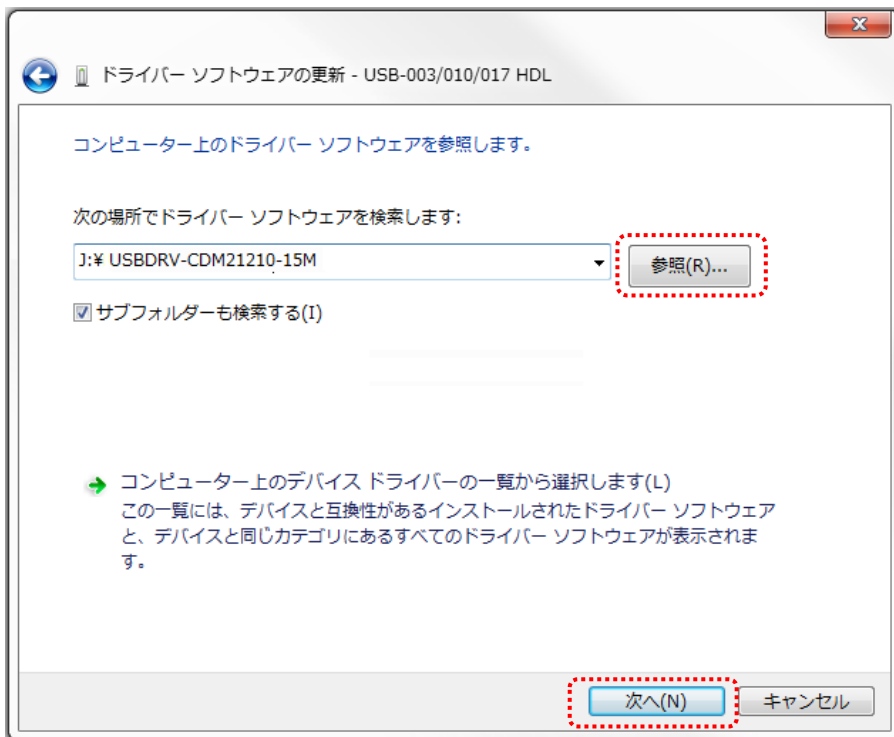 ドライバー ソフトウェアの更新 - USB-003/010/017 HDL
コンピューター上のドライバー ソフトウェアを参照します。
次の場所でドライバー ソフトウェアを検索します:
J:¥ USBDRV-CDM21210-15M
参照(R)...
サブフォルダーも検索する(I)
コンピューター上のデバイス ドライバーの一覧から選択します(L)
この一覧には、デバイスと互換性があるインストールされたドライバー ソフトウェア
と、デバイスと同じカテゴリにあるすべてのドライバー ソフトウェアが表示されま
す。
次へ(N)
キャンセル